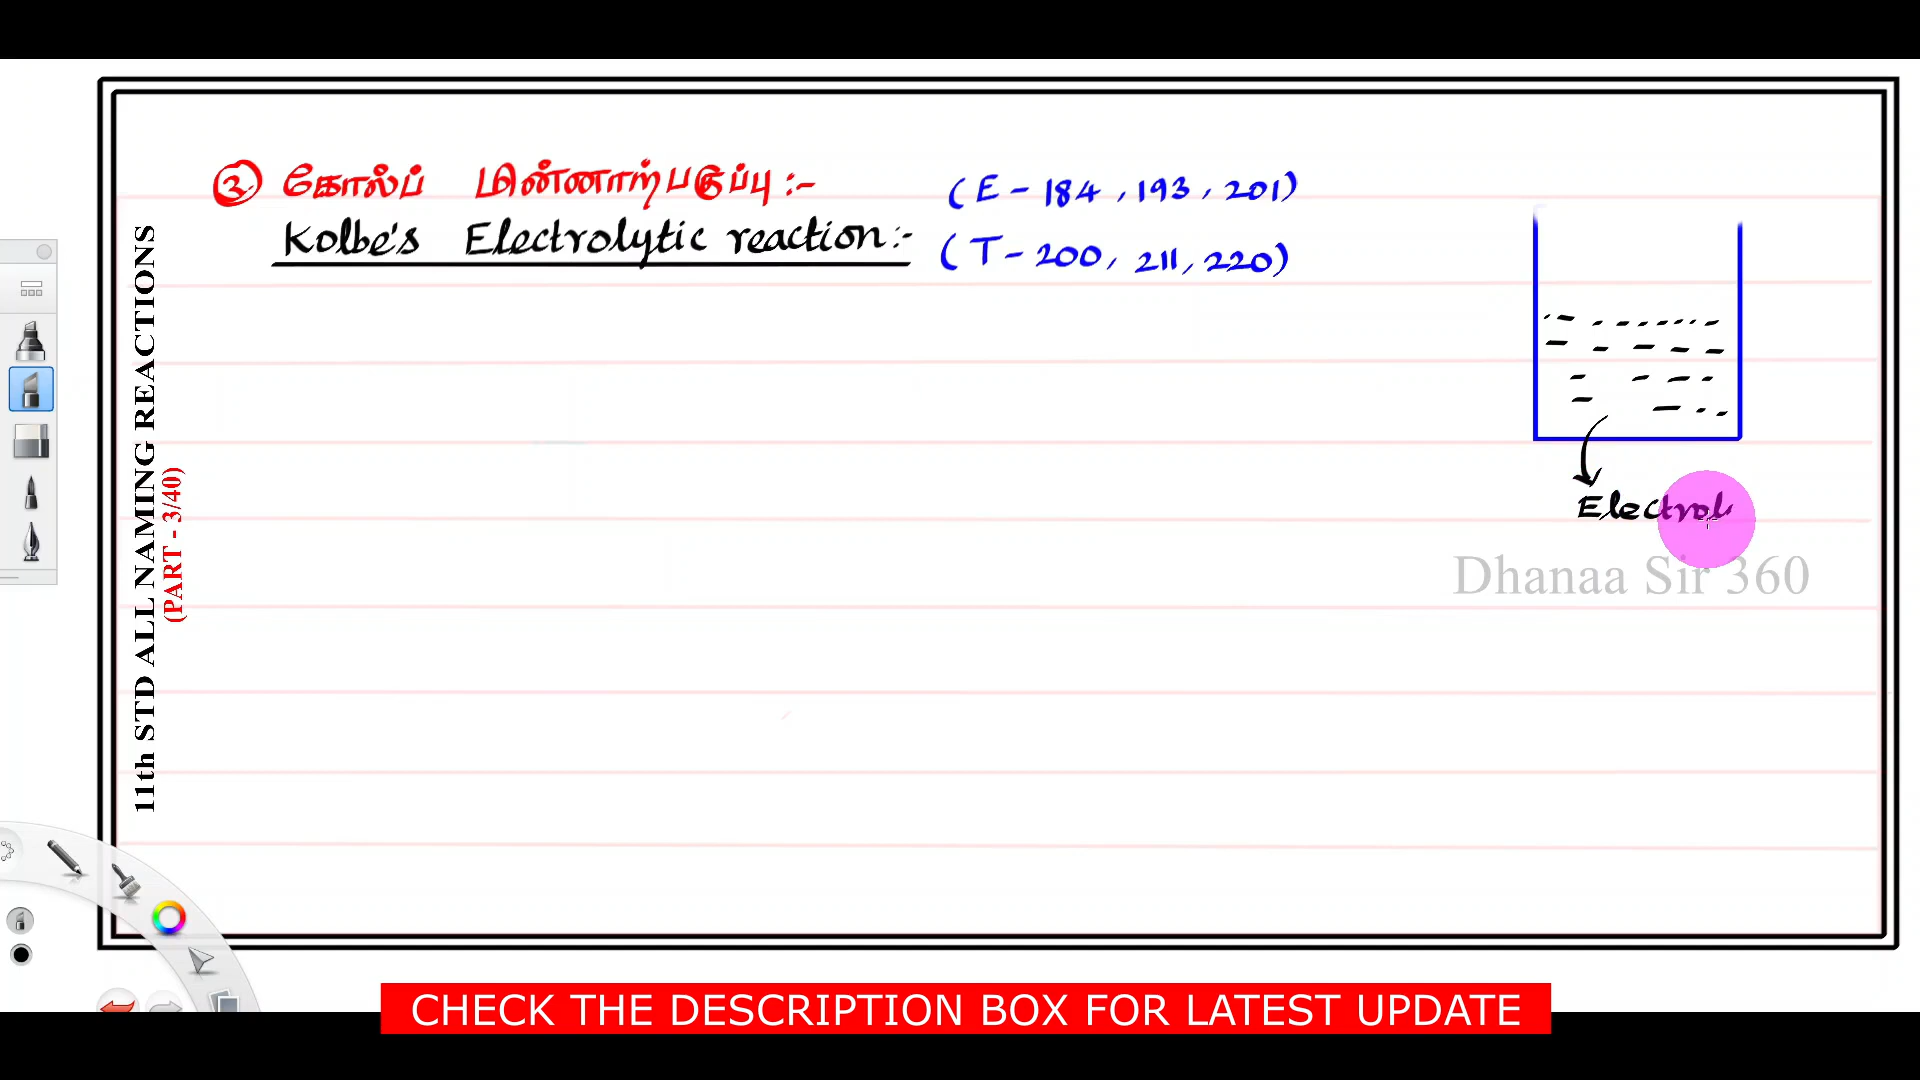 ③ கோல்ப் மின்னாற்பகுப்பு :-
(E - 184, 193, 201)
Kolbe's Electrolytic reaction:-
(T - 200, 211, 220)
Electrol
Dhanaa Sir 360
11th STD ALL NAMING REACTIONS
(PART - 3/40)
CHECK THE DESCRIPTION BOX FOR LATEST UPDATE